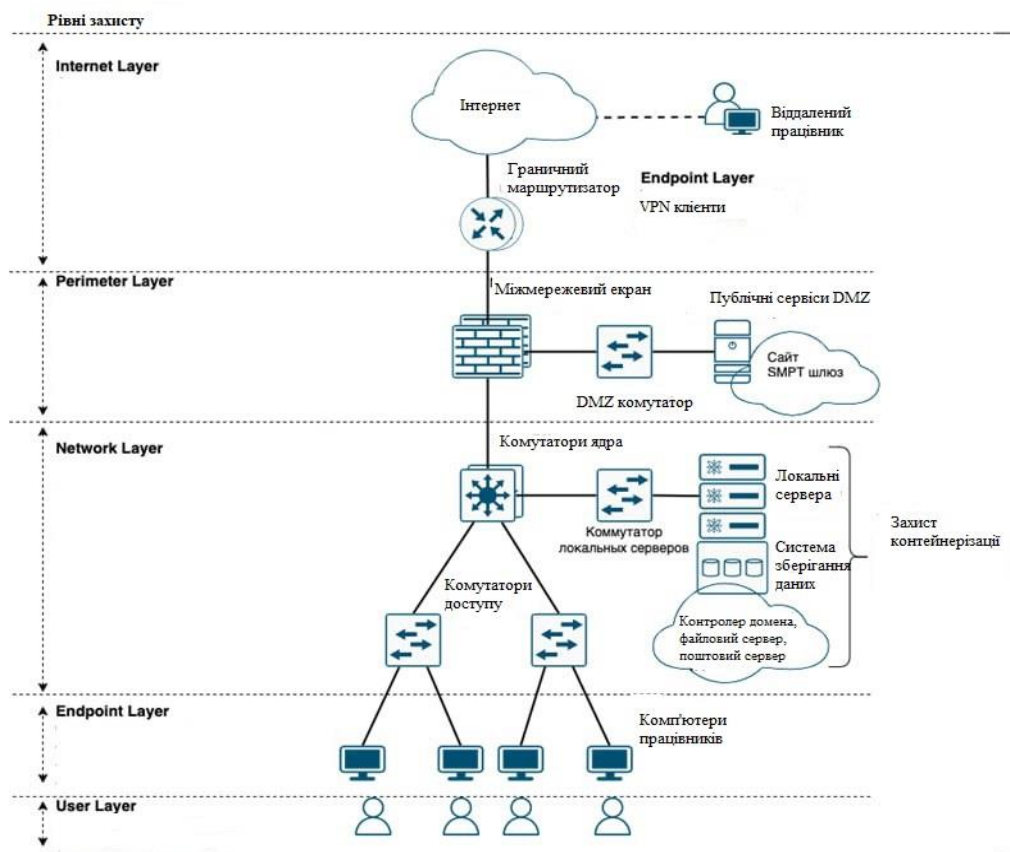 Рівні захисту
Internet Layer
Інтернет
Віддалений
працівник
Граничний
маршрутизатор
Endpoint Layer
VPN клієнти
Perimeter Layer
Міжмережевий екран
Публічні сервіси DMZ
Сайт
SMPT шлюз
DMZ комутатор
Network Layer
Комутатори ядра
Локальні
сервера
Коммутатор
локальных серверов
Захист
контейнерізації
Система
зберігання
даних
Комутатори
доступу
Контролер домена,
файловий сервер,
поштовий сервер
Endpoint Layer
Комп'ютери
працівників
User Layer